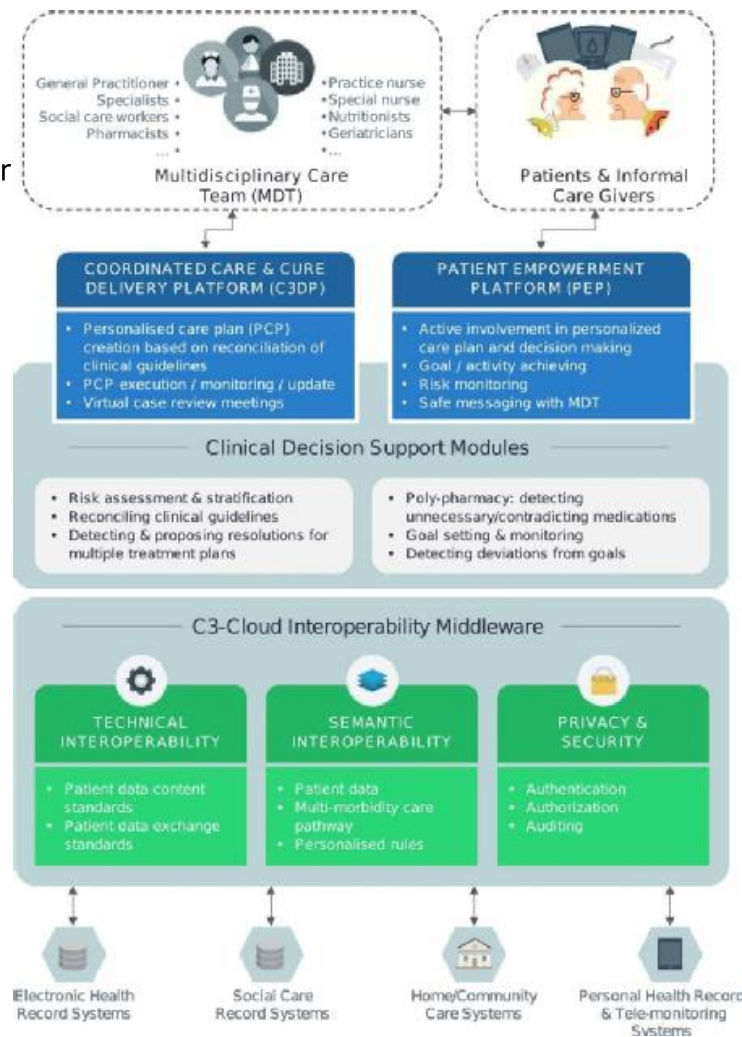 General Practitioner •
Specialists •
Social care workers •
Pharmacists •
... •
• Practice nurse
• Special nurse
• Nutritionists
• Geriatricians
•...
Multidisciplinary Care
Team (MDT)
Patients & Informal
Care Givers
r
COORDINATED CARE & CURE
DELIVERY PLATFORM (C3DP)
• Personalised care plan (PCP)
creation based on reconciliation of
clinical guidelines
• PCP execution / monitoring / update
• Virtual case review meetings
PATIENT EMPOWERMENT
PLATFORM (PEP)
• Active involvement in personalized
care plan and decision making
• Goal / activity achieving
• Risk monitoring
• Safe messaging with MDT
Clinical Decision Support Modules
• Risk assessment & stratification
• Reconciling clinical guidelines
• Detecting & proposing resolutions for
multiple treatment plans
• Poly-pharmacy: detecting
unnecessary/contradicting medications
• Goal setting & monitoring
• Detecting deviations from goals
C3-Cloud Interoperability Middleware
TECHNICAL
INTEROPERABILITY
• Patient data content
standards
• Patient data exchange
standards
SEMANTIC
INTEROPERABILITY
• Patient data
• Multi-morbidity care
pathway
• Personalised rules
PRIVACY &
SECURITY
• Authentication
• Authorization
• Auditing
Electronic Health
Record Systems
Social Care
Record Systems
Home/Community
Care Systems
Personal Health Record
& Tele-monitoring
Systems